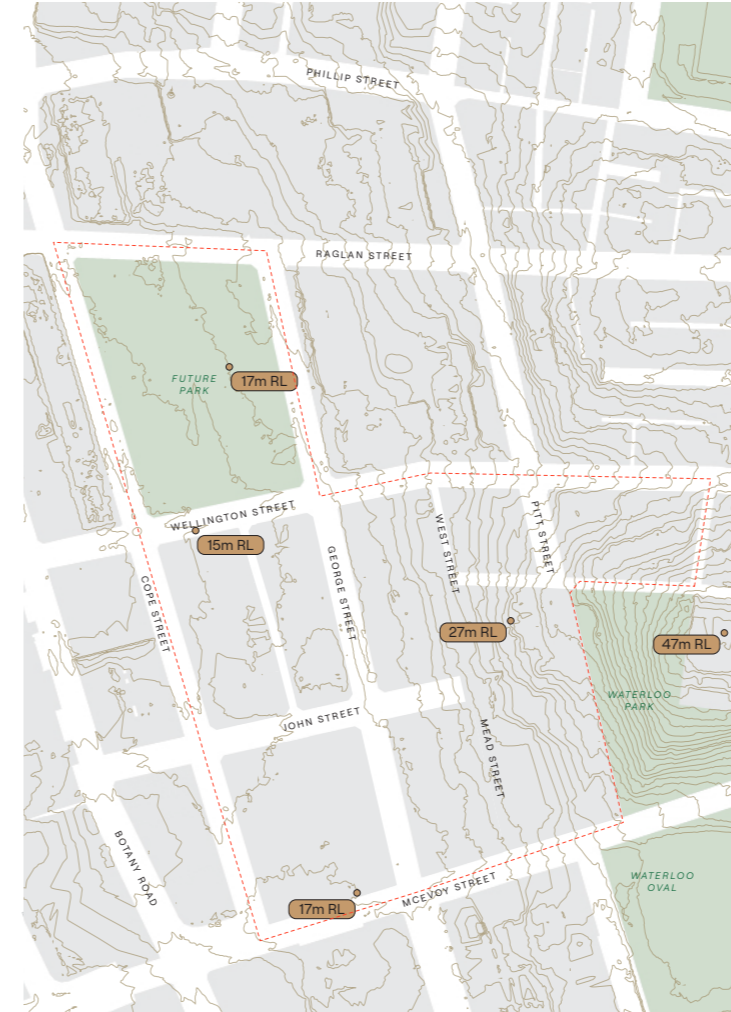 PHILLIP STREET
RAGLAN STREET
FUTURE
PARK
17m RL
WELLINGTON STREET
15m RL
WEST STREET
PITT STREET
COPE STREET
GEORGE STREET
27m RL
47m RL
WATERLOO
PARK
JOHN STREET
MEAD STREET
BOTANY ROAD
WATERLOO
OVAL
MCEVOY STREET
17m RL